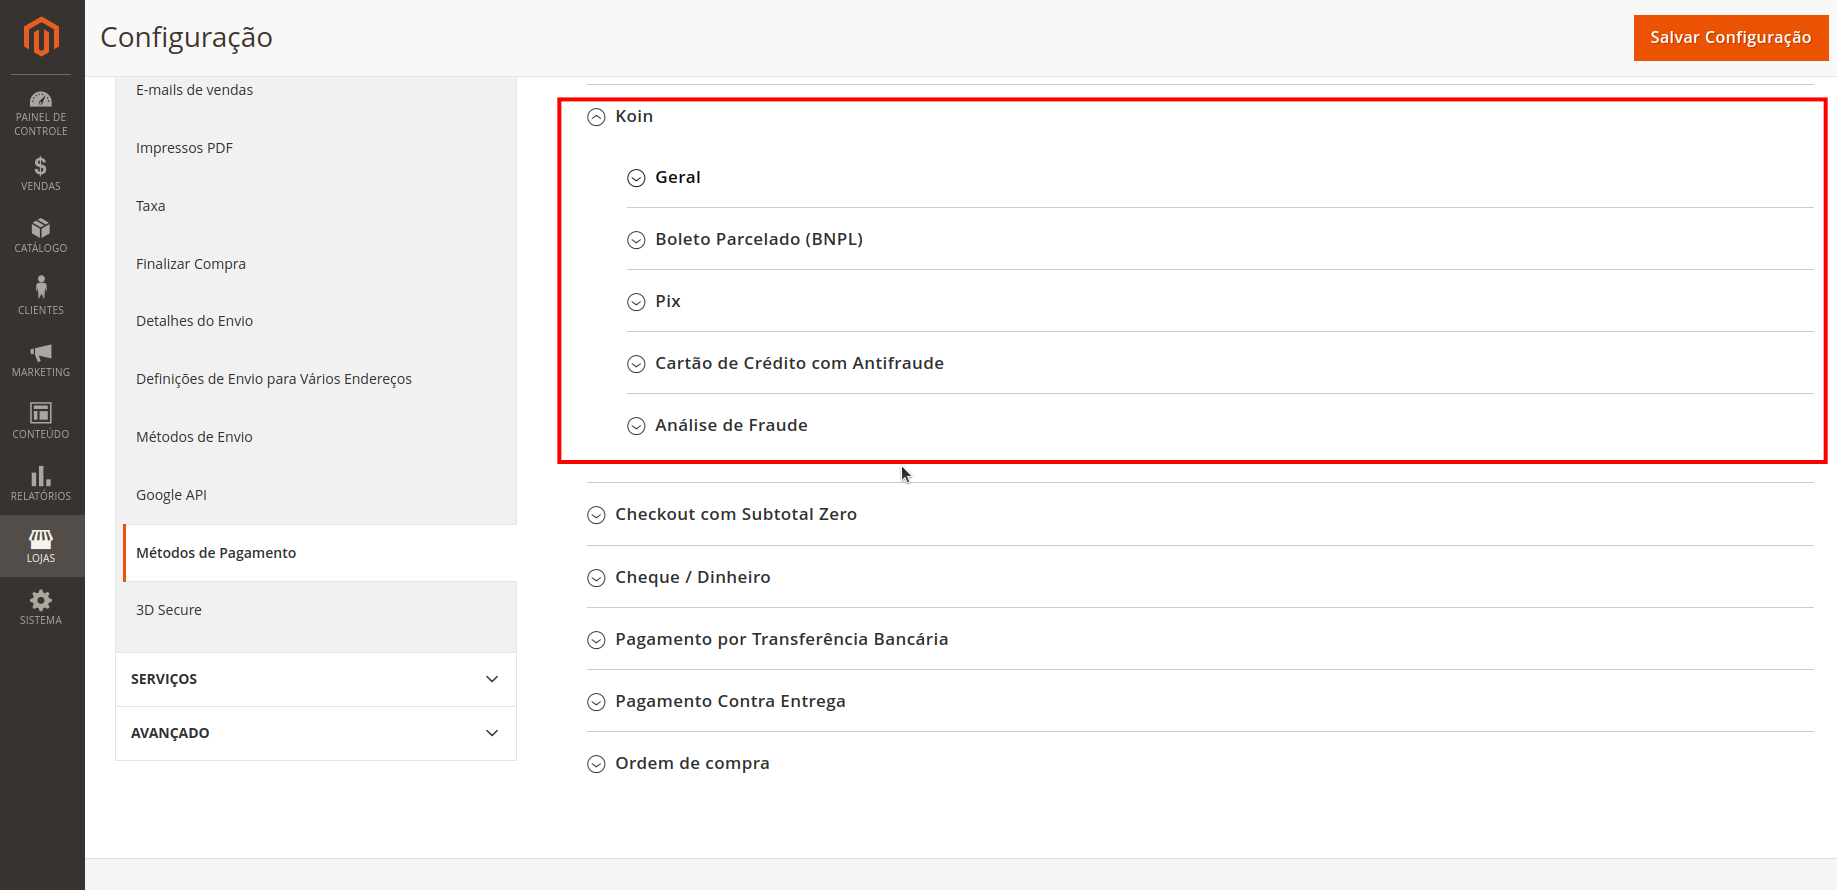 Configuração
Salvar Configuração
PAINEL DE
CONTROLE
VENDAS
CATÁLOGO
CLIENTES
MARKETING
CONTEÚDO
RELATÓRIOS
LOJAS
SISTEMA
E-mails de vendas
Impressos PDF
Taxa
Finalizar Compra
Detalhes do Envio
Definições de Envio para Vários Endereços
Métodos de Envio
Google API
Métodos de Pagamento
3D Secure
SERVIÇOS
AVANÇADO
Koin
Geral
Boleto Parcelado (BNPL)
Pix
Cartão de Crédito com Antifraude
Análise de Fraude
Checkout com Subtotal Zero
Cheque / Dinheiro
Pagamento por Transferência Bancária
Pagamento Contra Entrega
Ordem de compra